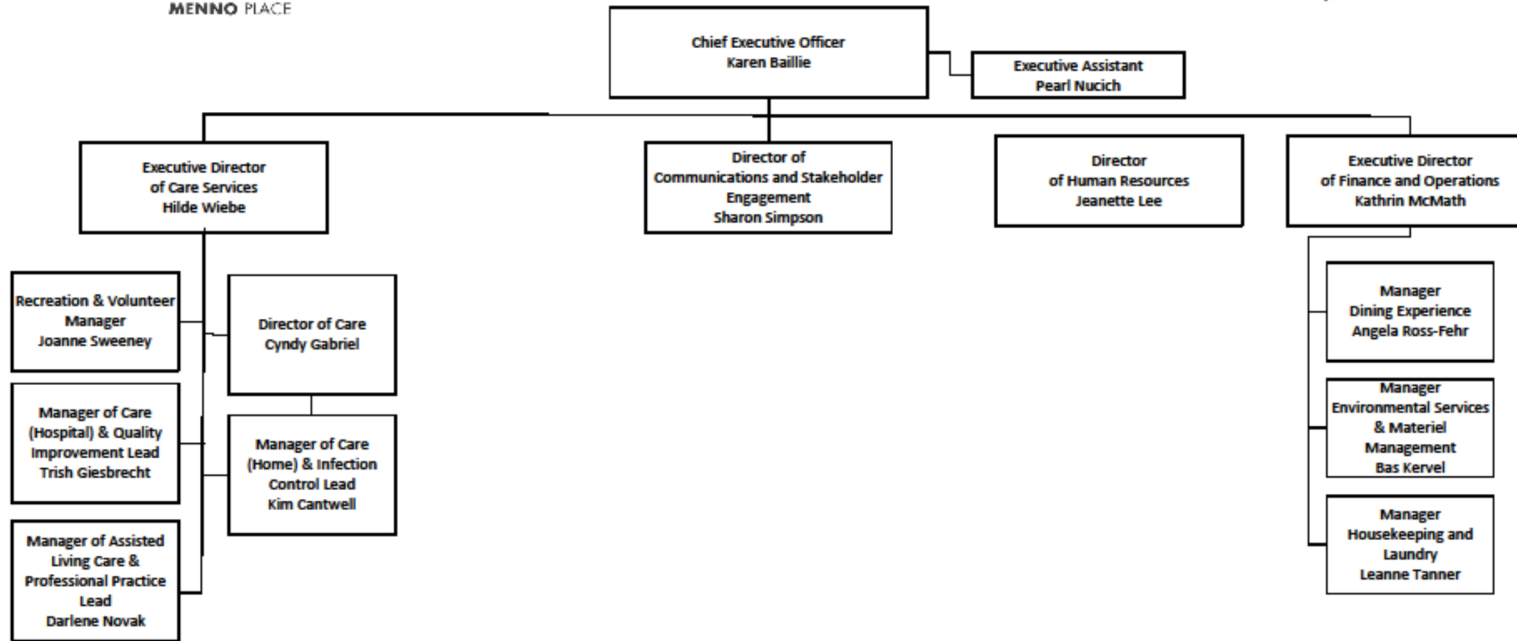 MENNO PLACE
Chief Executive Officer
Karen Baillie
Executive Assistant
Pearl Nucich
Executive Director
of Care Services
Hilde Wiebe
Director of
Communications and Stakeholder
Engagement
Sharon Simpson
Director
of Human Resources
Jeanette Lee
Executive Director
of Finance and Operations
Kathrin McMath
Recreation & Volunteer
Manager
Joanne Sweeney
Director of Care
Cyndy Gabriel
Manager
Dining Experience
Angela Ross-Fehr
Manager of Care
(Hospital) & Quality
Improvement Lead
Trish Giesbrecht
Manager of Care
(Home) & Infection
Control Lead
Kim Cantwell
Manager
Environmental Services
& Materiel
Management
Bas Kervel
Manager of Assisted
Living Care &
Professional Practice
Lead
Darlene Novak
Manager
Housekeeping and
Laundry
Leanne Tanner